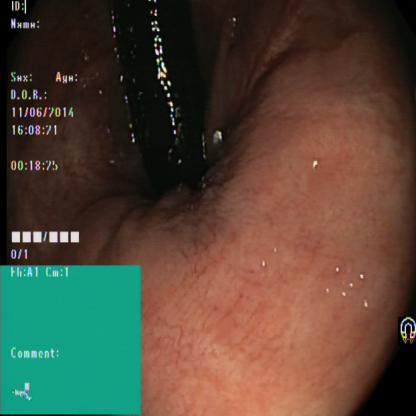 ID:
Name:
Sex: Age:
D.O.B.:
11/06/2014
16:08:21
00:18:25
■■■/■■■
0/1
Eh:A1 Cm:1
Comment: